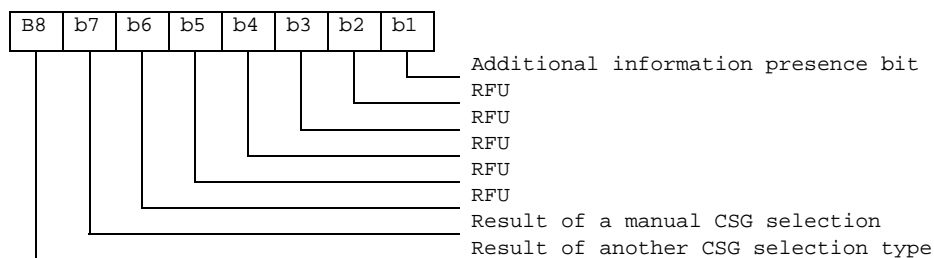 B8 b7 b6 b5 b4 b3 b2 b1
Additional information presence bit
RFU
RFU
RFU
RFU
RFU
Result of a manual CSG selection
Result of another CSG selection type